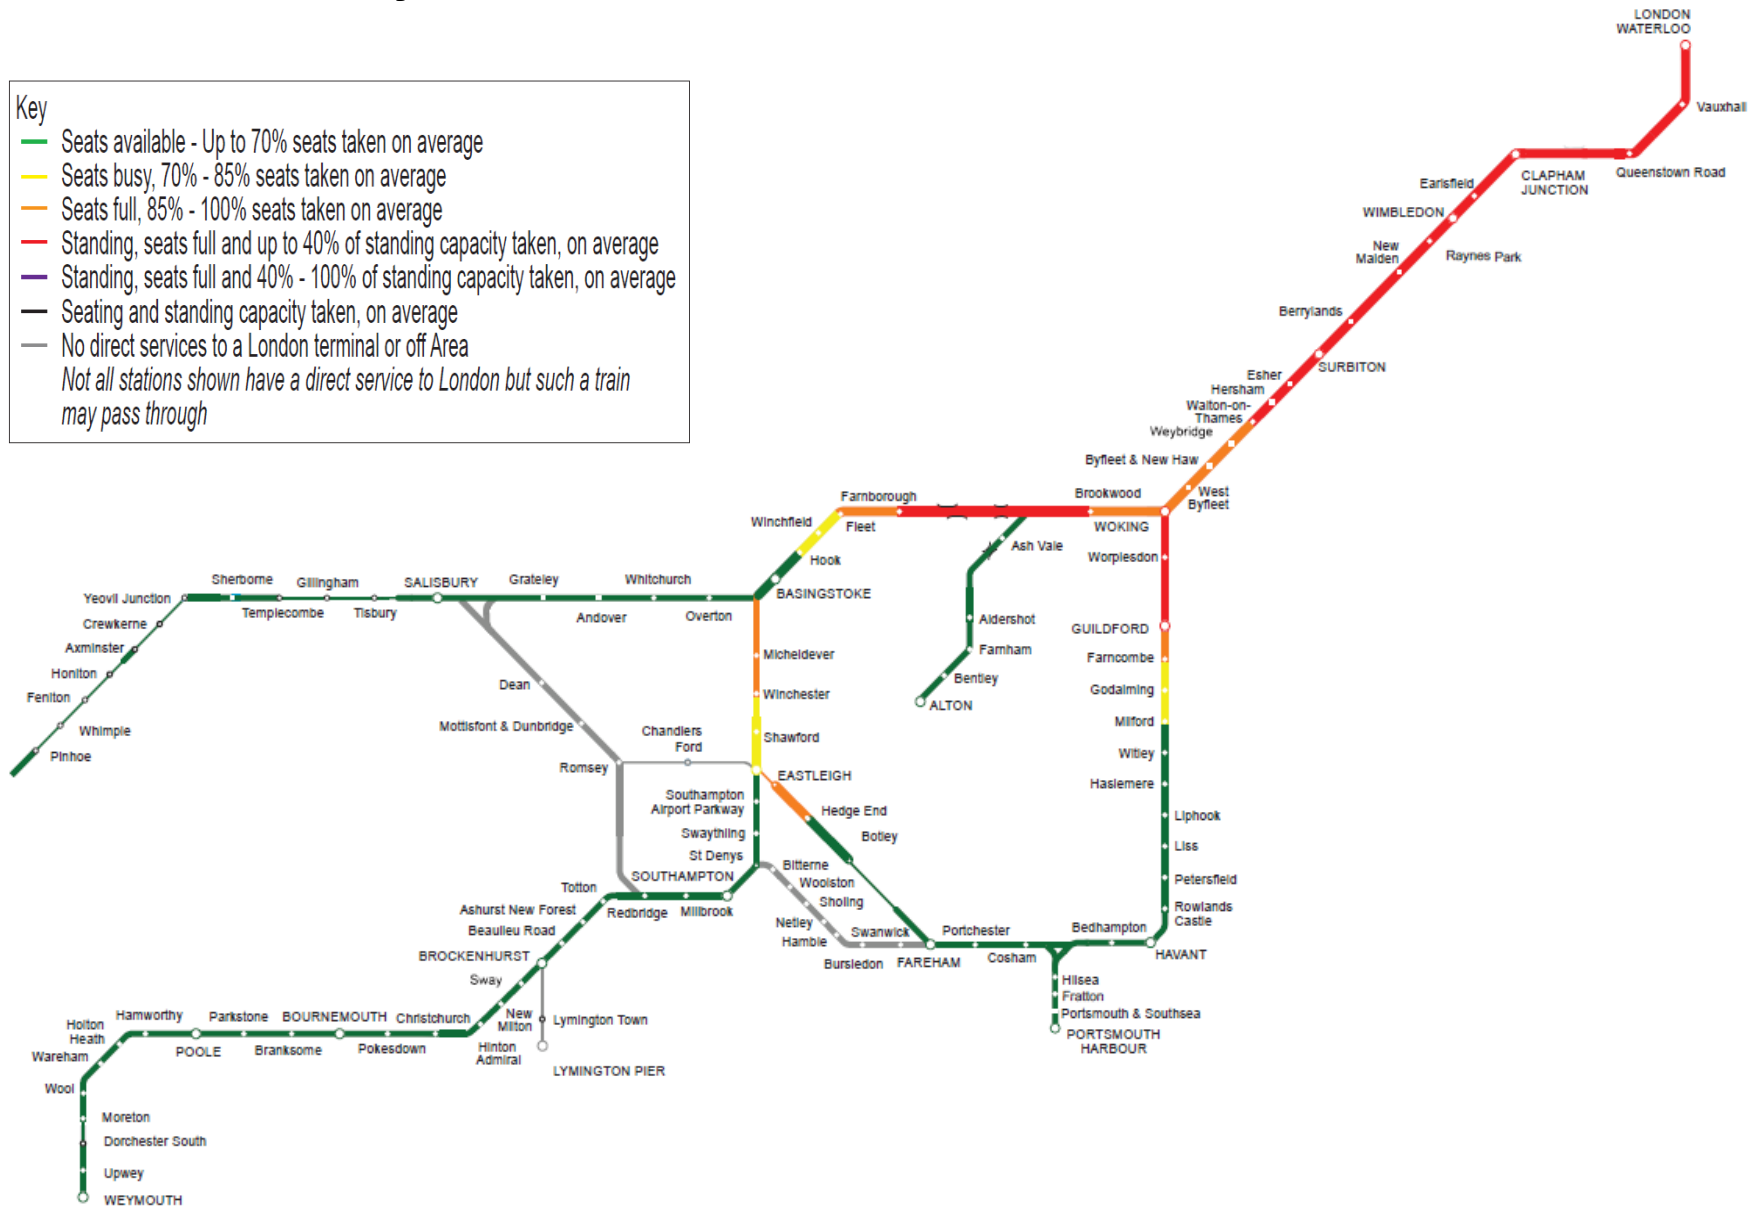 Key
Seats available - Up to 70% seats taken on average
Seats busy, 70% - 85% seats taken on average
Seats full, 85% - 100% seats taken on average
Standing, seats full and up to 40% of standing capacity taken, on average
Standing, seats full and 40% - 100% of standing capacity taken, on average
Seating and standing capacity taken, on average
No direct services to a London terminal or off Area
Not all stations shown have a direct service to London but such a train
may pass through
LONDON
WATERLOO
Vauxhall
Queenstown Road
CLAPHAM
JUNCTION
Earlsfield
WIMBLEDON
Raynes Park
New
Malden
Berrylands
SURBITON
Esher
Hersham
Walton-on-
Thames
Weybridge
Byfleet & New Haw
West
Byfleet
WOKING
Brookwood
Farnborough
Fleet
Winchfield
Hook
BASINGSTOKE
Ash Vale
Aldershot
Farnham
Bentley
ALTON
Worplesdon
GUILDFORD
Farncombe
Godalming
Milford
Witley
Haslemere
Liphook
Liss
Petersfield
Rowlands
Castle
HAVANT
Bedhampton
Hilsea
Fratton
Portsmouth & Southsea
PORTSMOUTH
HARBOUR
Cosham
Portchester
FAREHAM
Swanwick
Bursledon
Hamble
Netley
Sholing
Woolston
Bitterne
Botley
Hedge End
EASTLEIGH
Shawford
Winchester
Micheldever
Overton
Whitchurch
Andover
Grateley
SALISBURY
Tisbury
Gillingham
Templecombe
Sherborne
Yeovil Junction
Crewkerne
Axminster
Honiton
Feniton
Whimple
Pinhoe
Dean
Mottisfont & Dunbridge
Romsey
Chandlers
Ford
Southampton
Airport Parkway
Swaythling
St Denys
SOUTHAMPTON
Millbrook
Redbridge
Totton
Ashurst New Forest
Beaulieu Road
BROCKENHURST
Lymington Town
LYMINGTON PIER
Sway
New
Milton
Hinton
Admiral
Christchurch
Pokesdown
BOURNEMOUTH
Branksome
Parkstone
POOLE
Hamworthy
Holton
Heath
Wareham
Wool
Moreton
Dorchester South
Upwey
WEYMOUTH